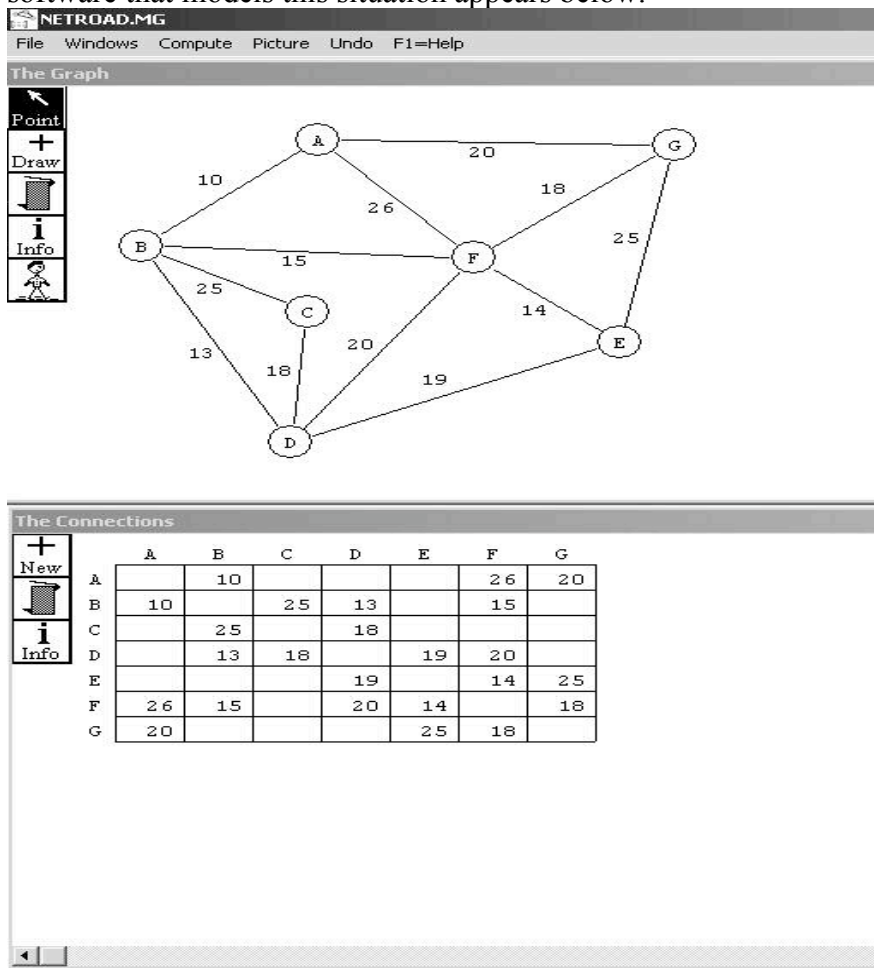 software that models this situation appears below:
NETROAD.MG
File Windows Compute Picture Undo F1=Help
The Graph
Point
Draw
i
Info
A
G
20
10
18
26
B
F
25
15
25
C
14
E
13
20
18
19
D
The Connections
New
i
Info
A B C D E F G
A 10 26 20
B 10 25 13 15
C 25 18
D 13 18 19 20
E 19 14 25
F 26 15 20 14 18
G 20 25 18